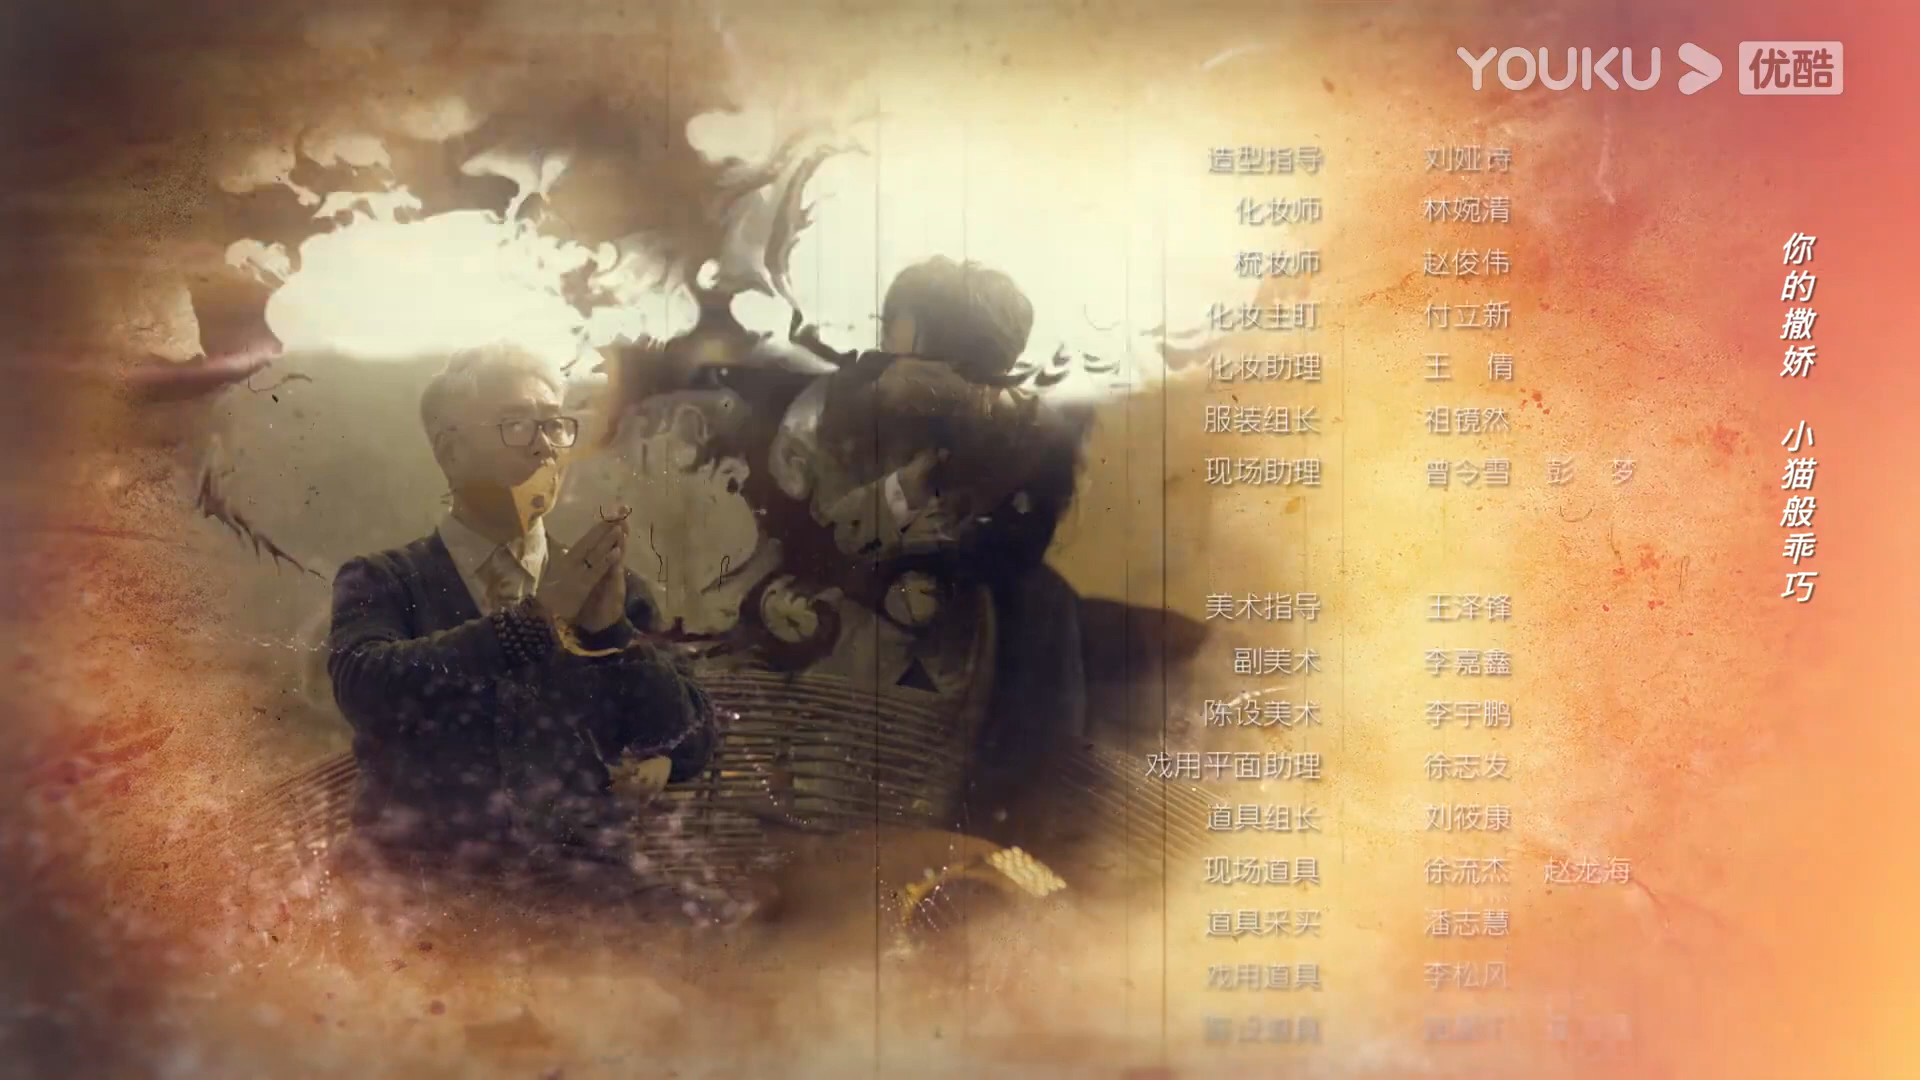 YOUKU 优酷
造型指导 刘娅诗
化妆师 林婉清
梳妆师 赵俊伟
化妆主盯 付立新
化妆助理 王 倩
服装组长 祖镜然
现场助理 曾令雪 彭 梦
美术指导 王泽锋
副美术 李嘉鑫
陈设美术 李宇鹏
戏用平面助理 徐志发
道具组长 刘筱康
现场道具 徐流杰 赵龙海
道具采买 潘志慧
戏用道具 李松风
你的撒娇 小猫般乖巧